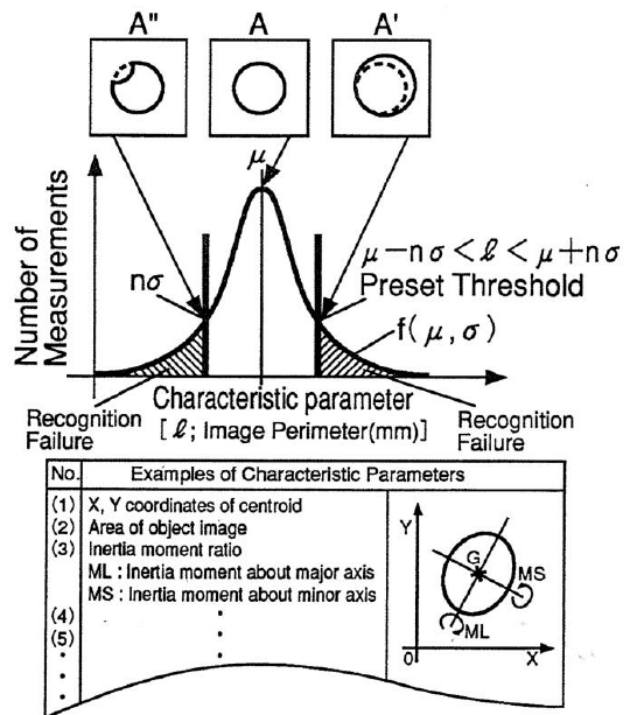 A" A A'
μ
Number of
Measurements
nσ
μ−nσ<ℓ<μ+nσ
Preset Threshold
f(μ,σ)
Characteristic parameter
[ℓ; Image Perimeter(mm)]
Recognition
Failure
Recognition
Failure
No. Examples of Characteristic Parameters
(1) X, Y coordinates of centroid
(2) Area of object image
(3) Inertia moment ratio
ML : Inertia moment about major axis
MS : Inertia moment about minor axis
(4)
(5)
Y
G
MS
ML
0 X